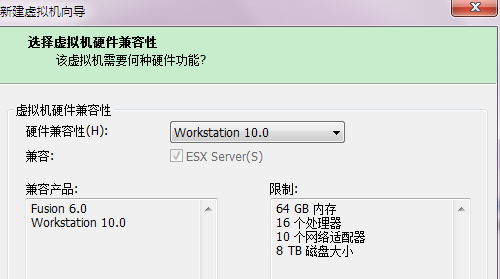 新建虚拟机向导
选择虚拟机硬件兼容性
该虚拟机需要何种硬件功能?
虚拟机硬件兼容性
硬件兼容性(H): Workstation 10.0
兼容: ESX Server(S)
兼容产品: 限制:
Fusion 6.0 64 GB 内存
Workstation 10.0 16 个处理器
10 个网络适配器
8 TB 磁盘大小